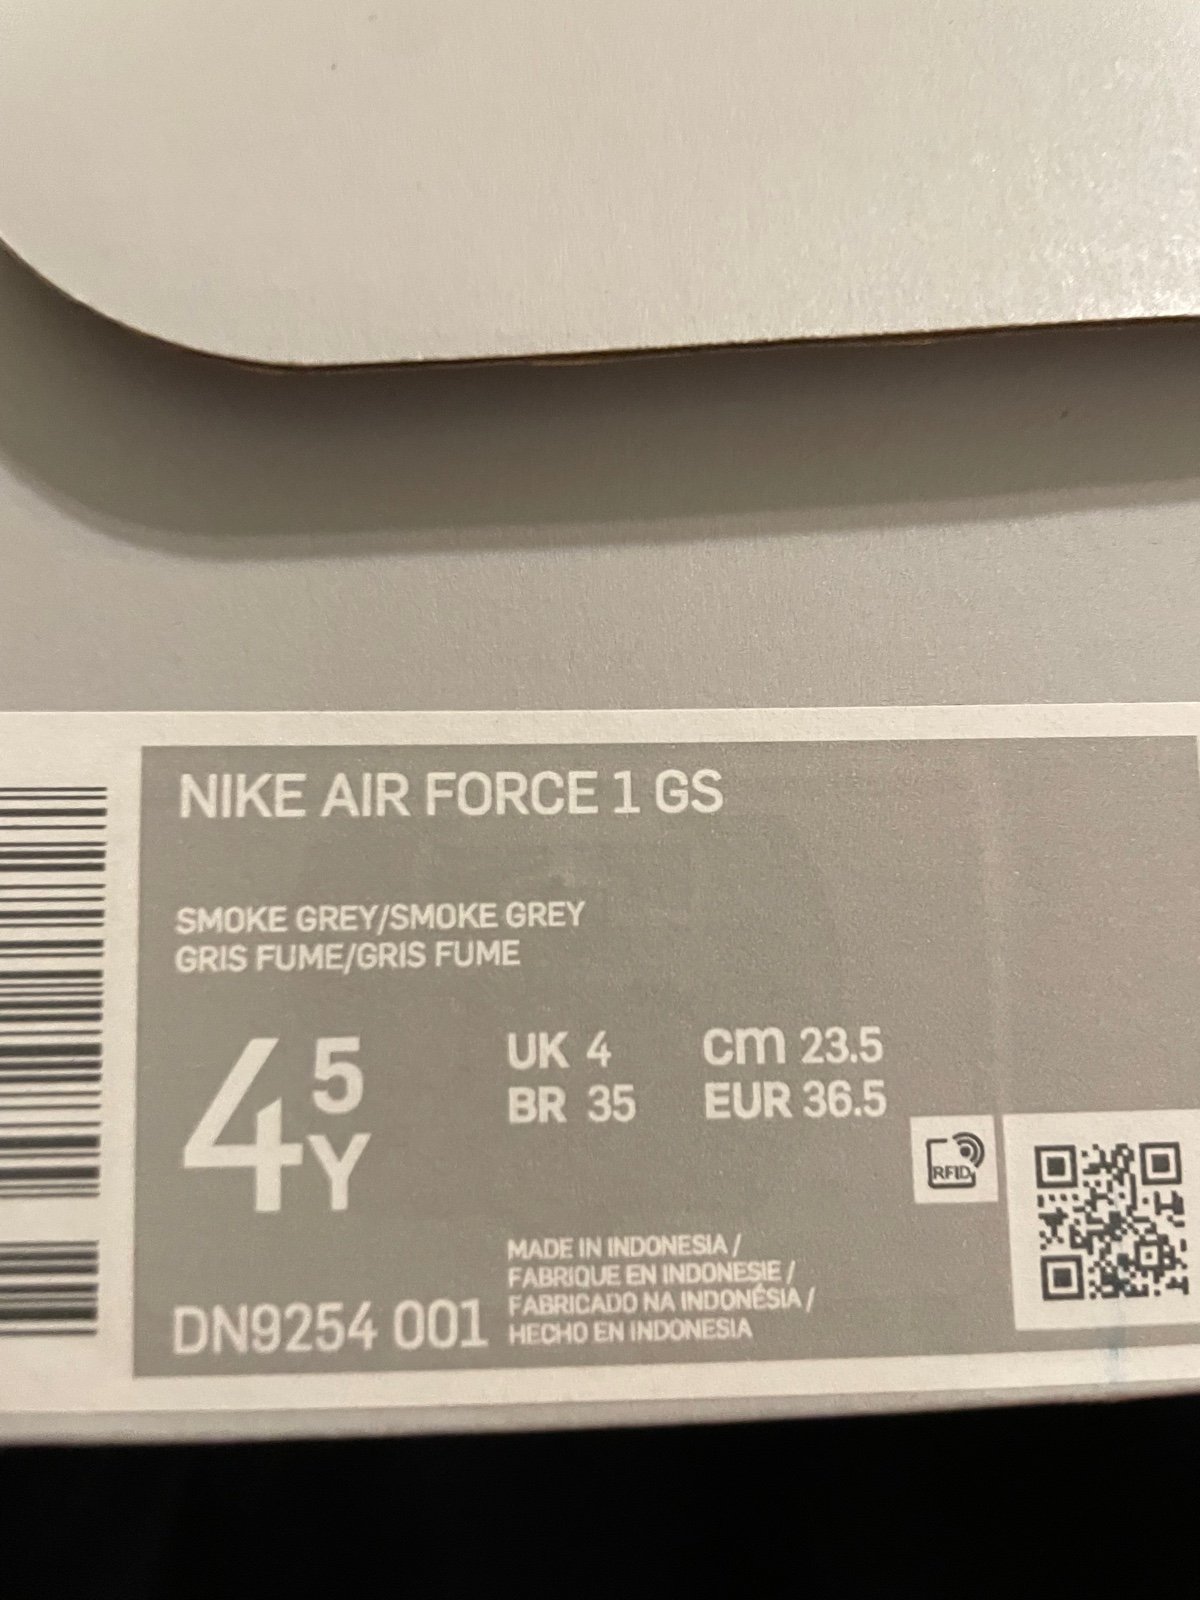 NIKE AIR FORCE 1 GS
SMOKE GREY/SMOKE GREY
GRIS FUME/GRIS FUME
4 5 Y
UK 4 cm 23.5
BR 35 EUR 36.5
RFID
MADE IN INDONESIA /
FABRIQUE EN INDONESIE /
FABRICADO NA INDONÉSIA /
HECHO EN INDONESIA
DN9254 001